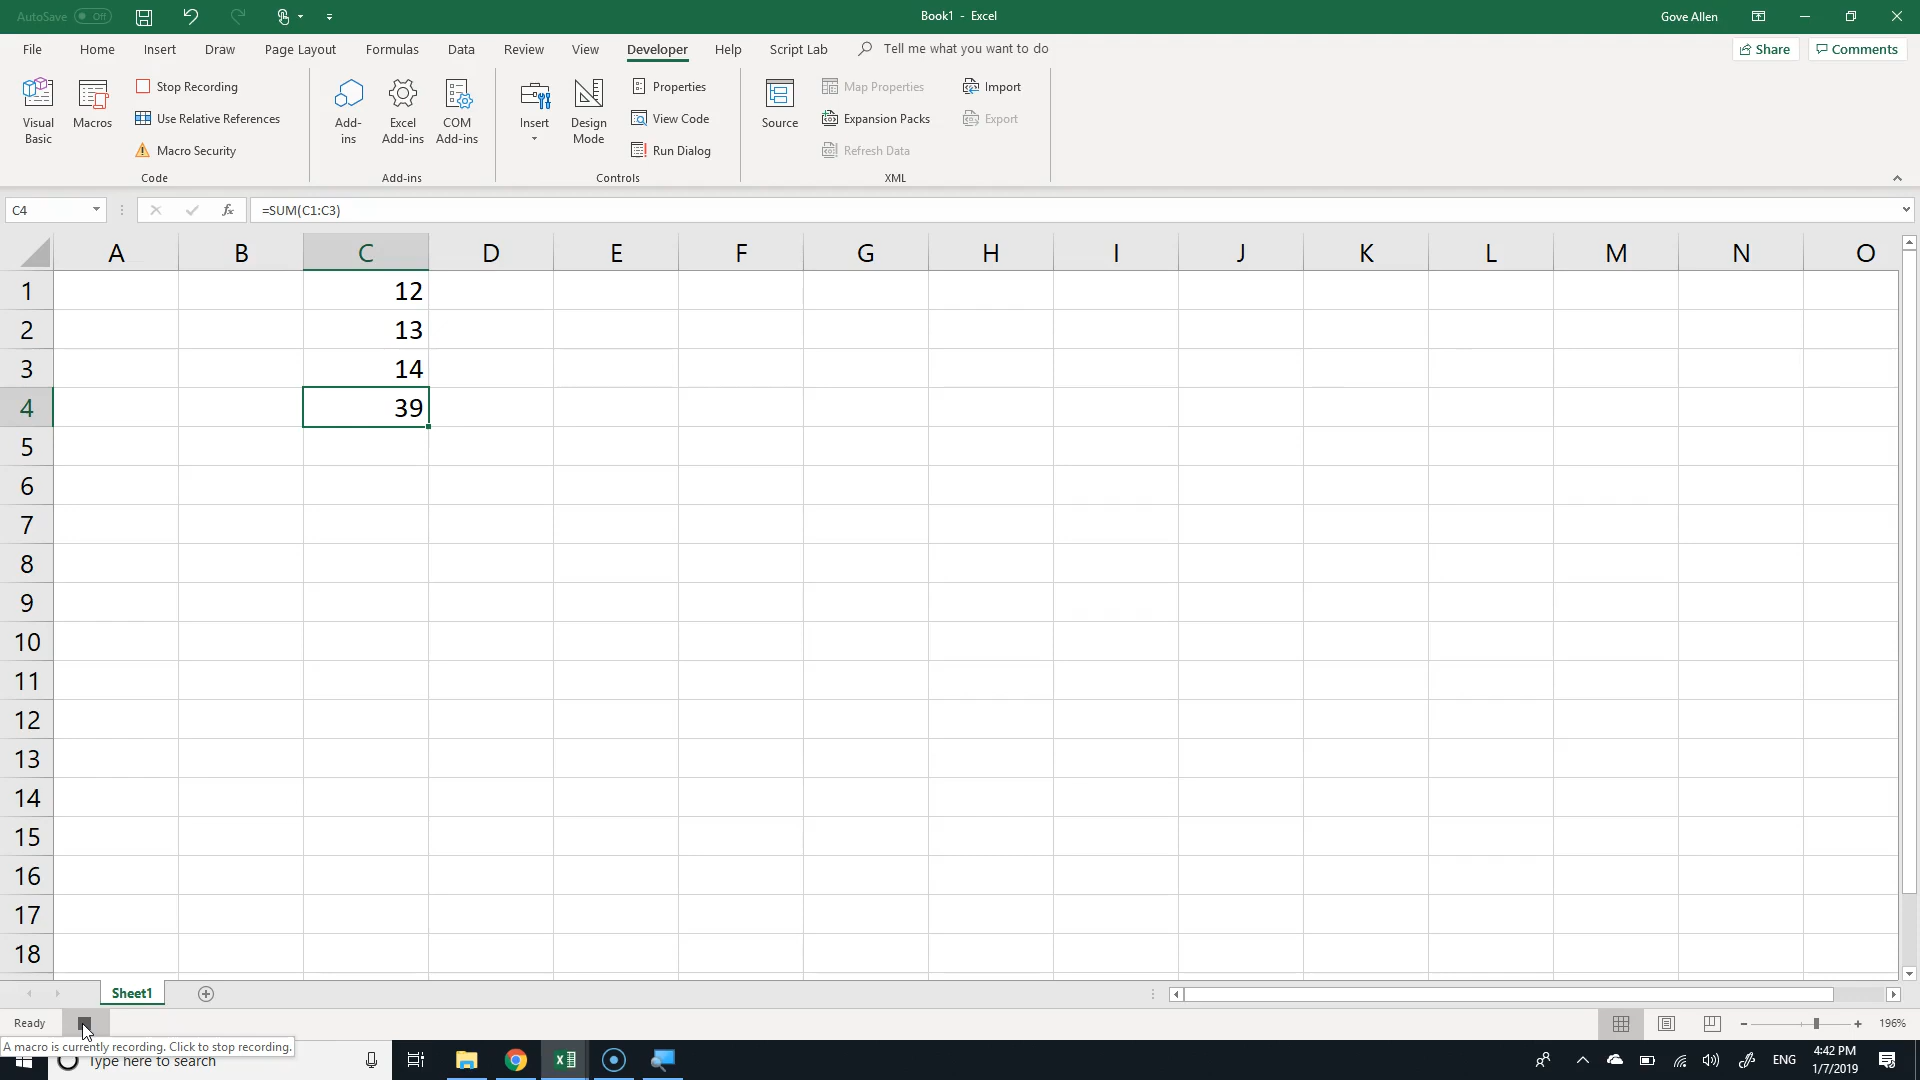 AutoSave Off
Book1 - Excel
Gove Allen
File Home Insert Draw Page Layout Formulas Data Review View Developer Help Script Lab Tell me what you want to do
Share Comments
Visual Basic
Macros
Stop Recording
Use Relative References
Macro Security
Code
Add-ins
Excel Add-ins
COM Add-ins
Add-ins
Insert
Design Mode
Properties
View Code
Run Dialog
Controls
Source
Map Properties
Expansion Packs
Refresh Data
Import
Export
XML
C4 fx =SUM(C1:C3)
A B C D E F G H I J K L M N O
1 12
2 13
3 14
4 39
5
6
7
8
9
10
11
12
13
14
15
16
17
18
Sheet1
Ready
196%
A macro is currently recording. Click to stop recording.
Type here to search
ENG
4:42 PM
1/7/2019